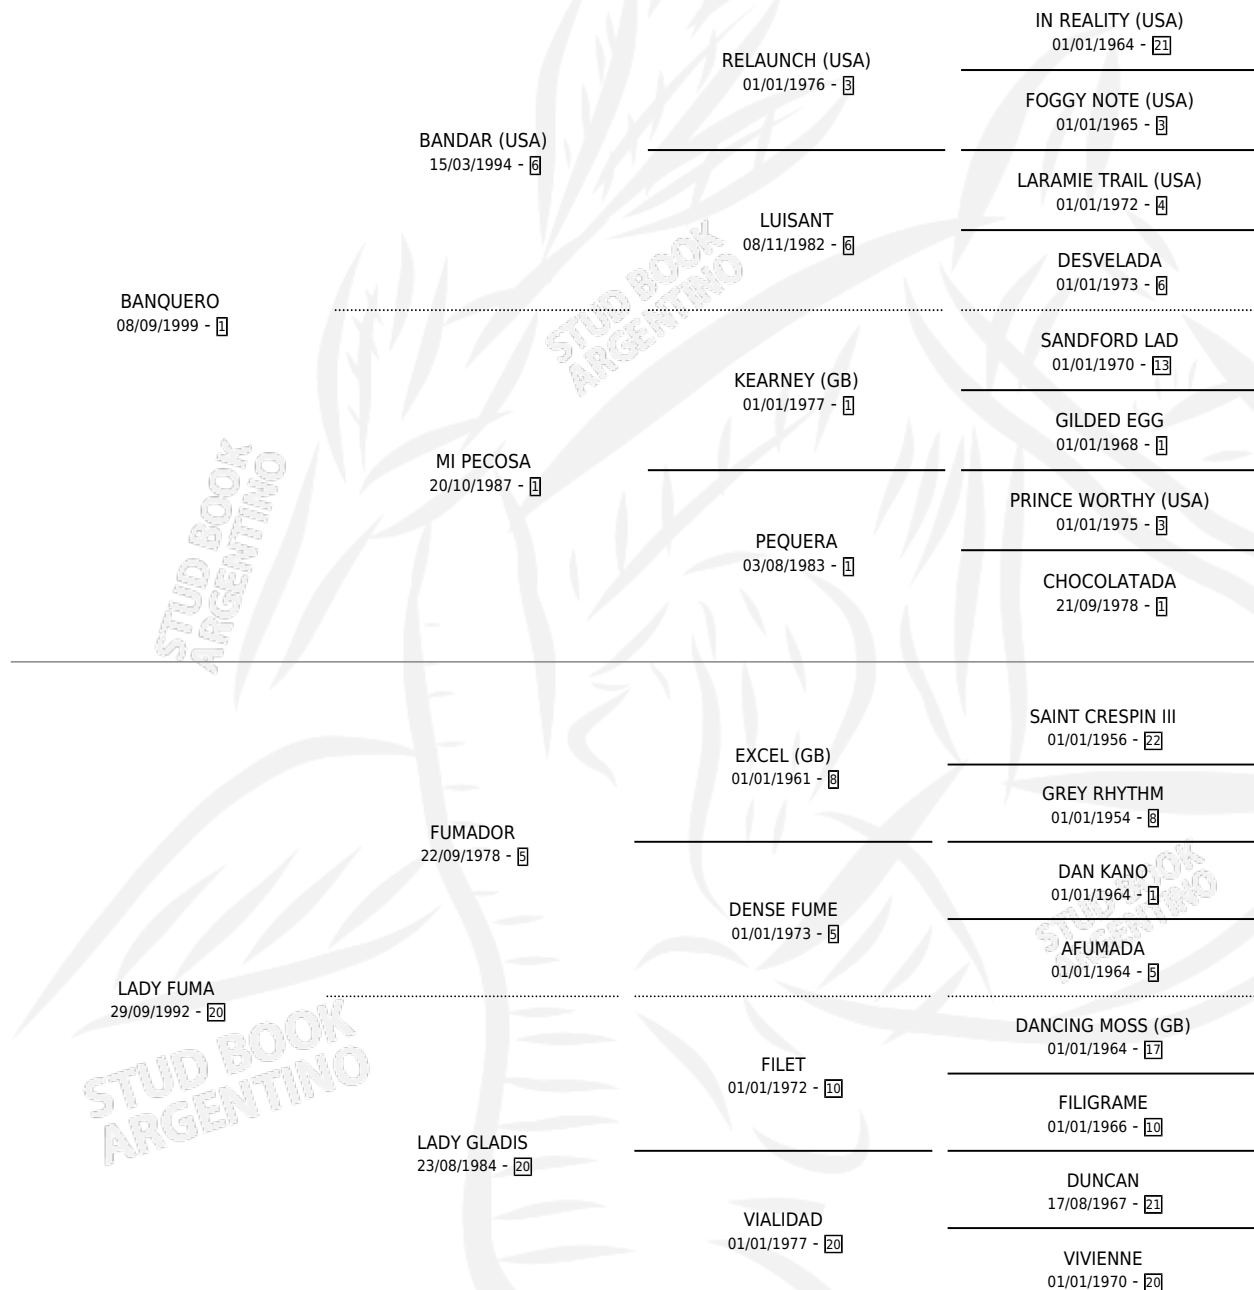 IN REALITY (USA)
01/01/1964 - 21
RELAUNCH (USA)
01/01/1976 - 3
FOGGY NOTE (USA)
01/01/1965 - 3
BANDAR (USA)
15/03/1994 - 6
LARAMIE TRAIL (USA)
01/01/1972 - 4
LUISANT
08/11/1982 - 6
DESVELADA
01/01/1973 - 6
BANQUERO
08/09/1999 - 1
STUD BOOK
ARGENTINO
SANDFORD LAD
01/01/1970 - 13
KEARNEY (GB)
01/01/1977 - 1
GILDED EGG
01/01/1968 - 1
MI PECOSA
20/10/1987 - 1
STUD BOOK
ARGENTINO
PRINCE WORTHY (USA)
01/01/1975 - 3
PEQUERA
03/08/1983 - 1
CHOCOLATADA
21/09/1978 - 1
SAINT CRESPIN III
01/01/1956 - 22
EXCEL (GB)
01/01/1961 - 8
GREY RHYTHM
01/01/1954 - 8
FUMADOR
22/09/1978 - 5
DAN KANO
01/01/1964 - 1
STUD BOOK
ARGENTINO
DENSE FUME
01/01/1973 - 5
AFUMADA
01/01/1964 - 5
LADY FUMA
29/09/1992 - 20
STUD BOOK
ARGENTINO
DANCING MOSS (GB)
01/01/1964 - 17
FILET
01/01/1972 - 10
FILIGRAME
01/01/1966 - 10
LADY GLADIS
23/08/1984 - 20
DUNCAN
17/08/1967 - 21
VIALIDAD
01/01/1977 - 20
VIVIENNE
01/01/1970 - 20